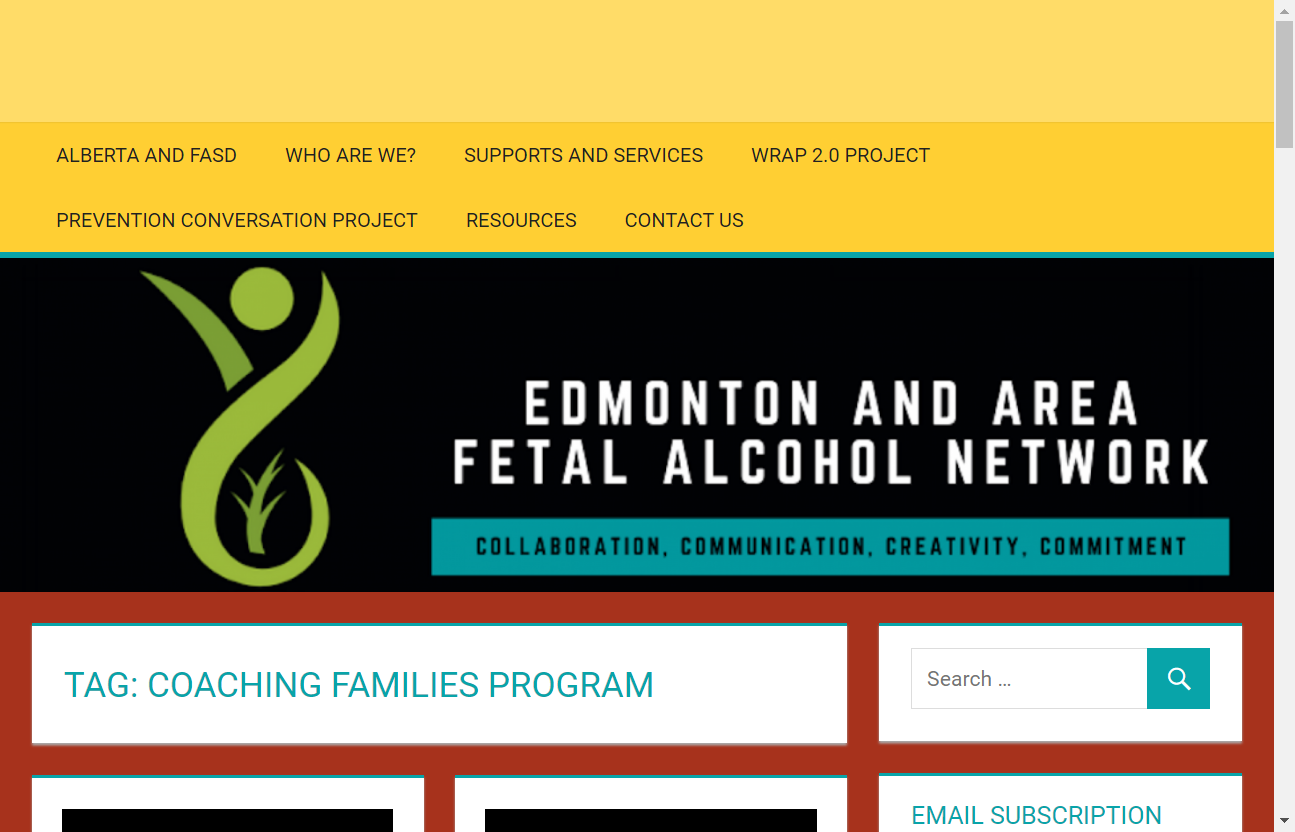 ALBERTA AND FASD WHO ARE WE? SUPPORTS AND SERVICES WRAP 2.0 PROJECT
PREVENTION CONVERSATION PROJECT RESOURCES CONTACT US
EDMONTON AND AREA
FETAL ALCOHOL NETWORK
COLLABORATION, COMMUNICATION, CREATIVITY, COMMITMENT
TAG: COACHING FAMILIES PROGRAM
Search …
EMAIL SUBSCRIPTION